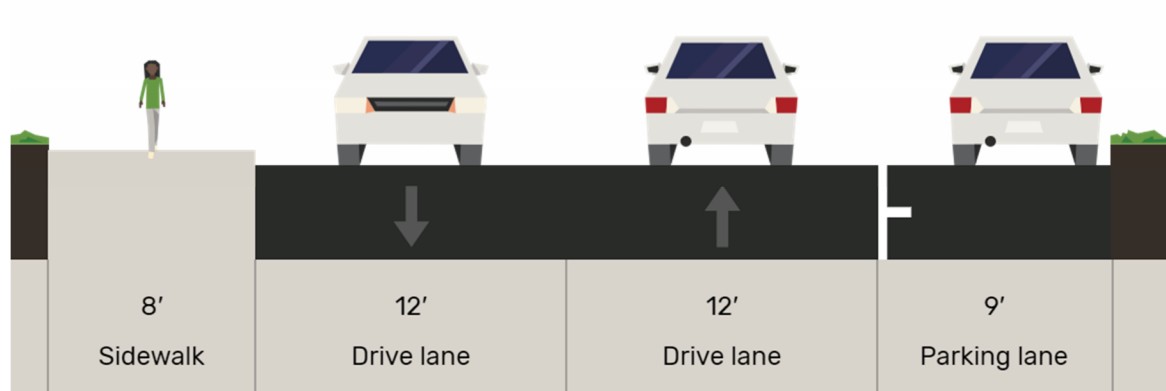 8′
Sidewalk
12′
Drive lane
12′
Drive lane
9′
Parking lane